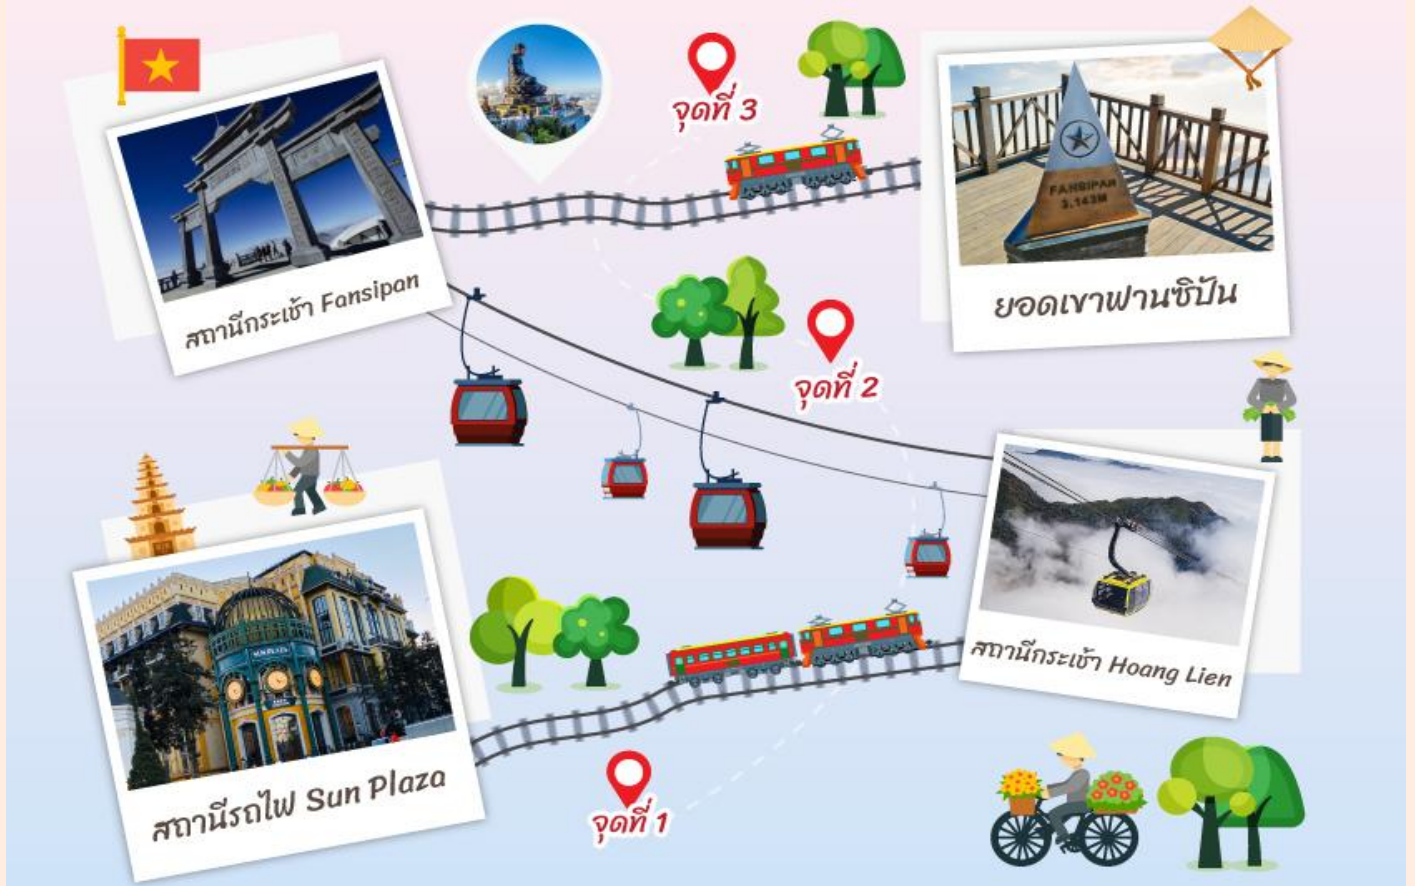 จุดที่ 3
FANSIPAN
3.143M
สถานีกระเช้า Fansipan
ยอดเขาฟานซิปัน
จุดที่ 2
สถานีกระเช้า Hoang Lien
สถานีรถไฟ Sun Plaza
จุดที่ 1